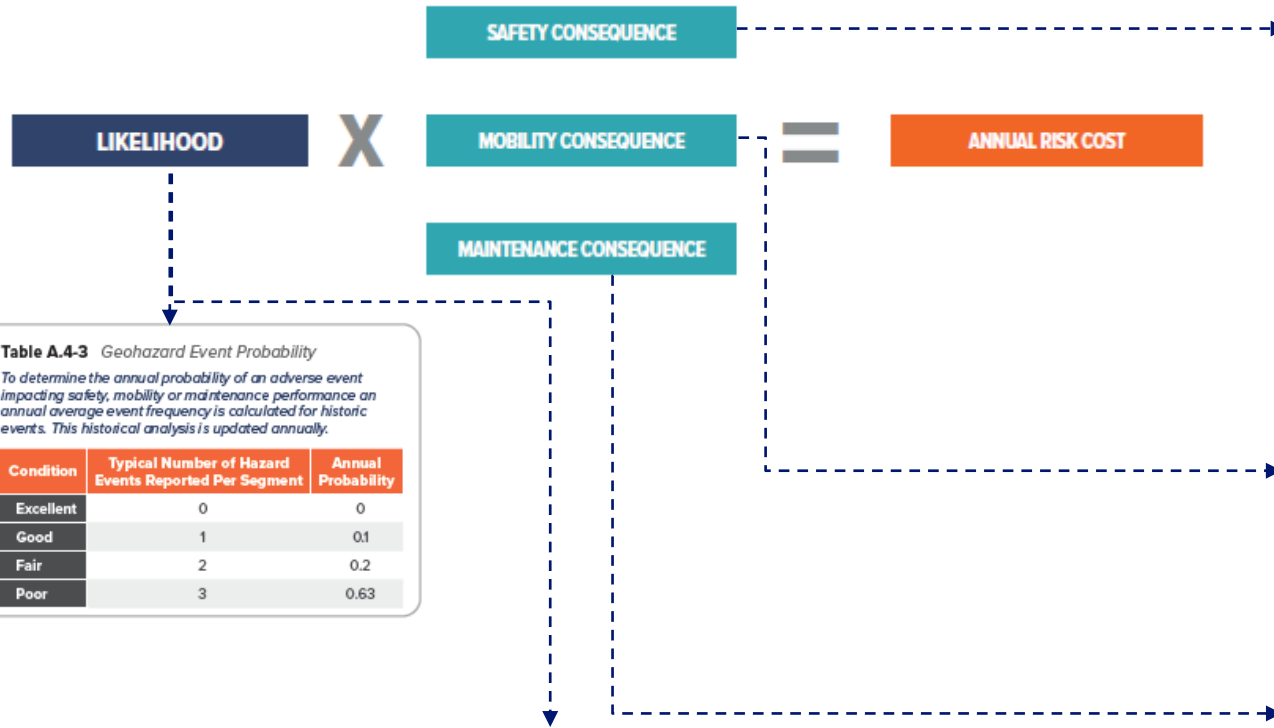 SAFETY CONSEQUENCE
LIKELIHOOD X MOBILITY CONSEQUENCE = ANNUAL RISK COST
MAINTENANCE CONSEQUENCE
Table A.4-3 Geohazard Event Probability
To determine the annual probability of an adverse event
impacting safety, mobility or maintenance performance an
annual average event frequency is calculated for historic
events. This historical analysis is updated annually.
Condition Typical Number of Hazard Events Reported Per Segment Annual Probability
Excellent 0 0
Good 1 0.1
Fair 2 0.2
Poor 3 0.63